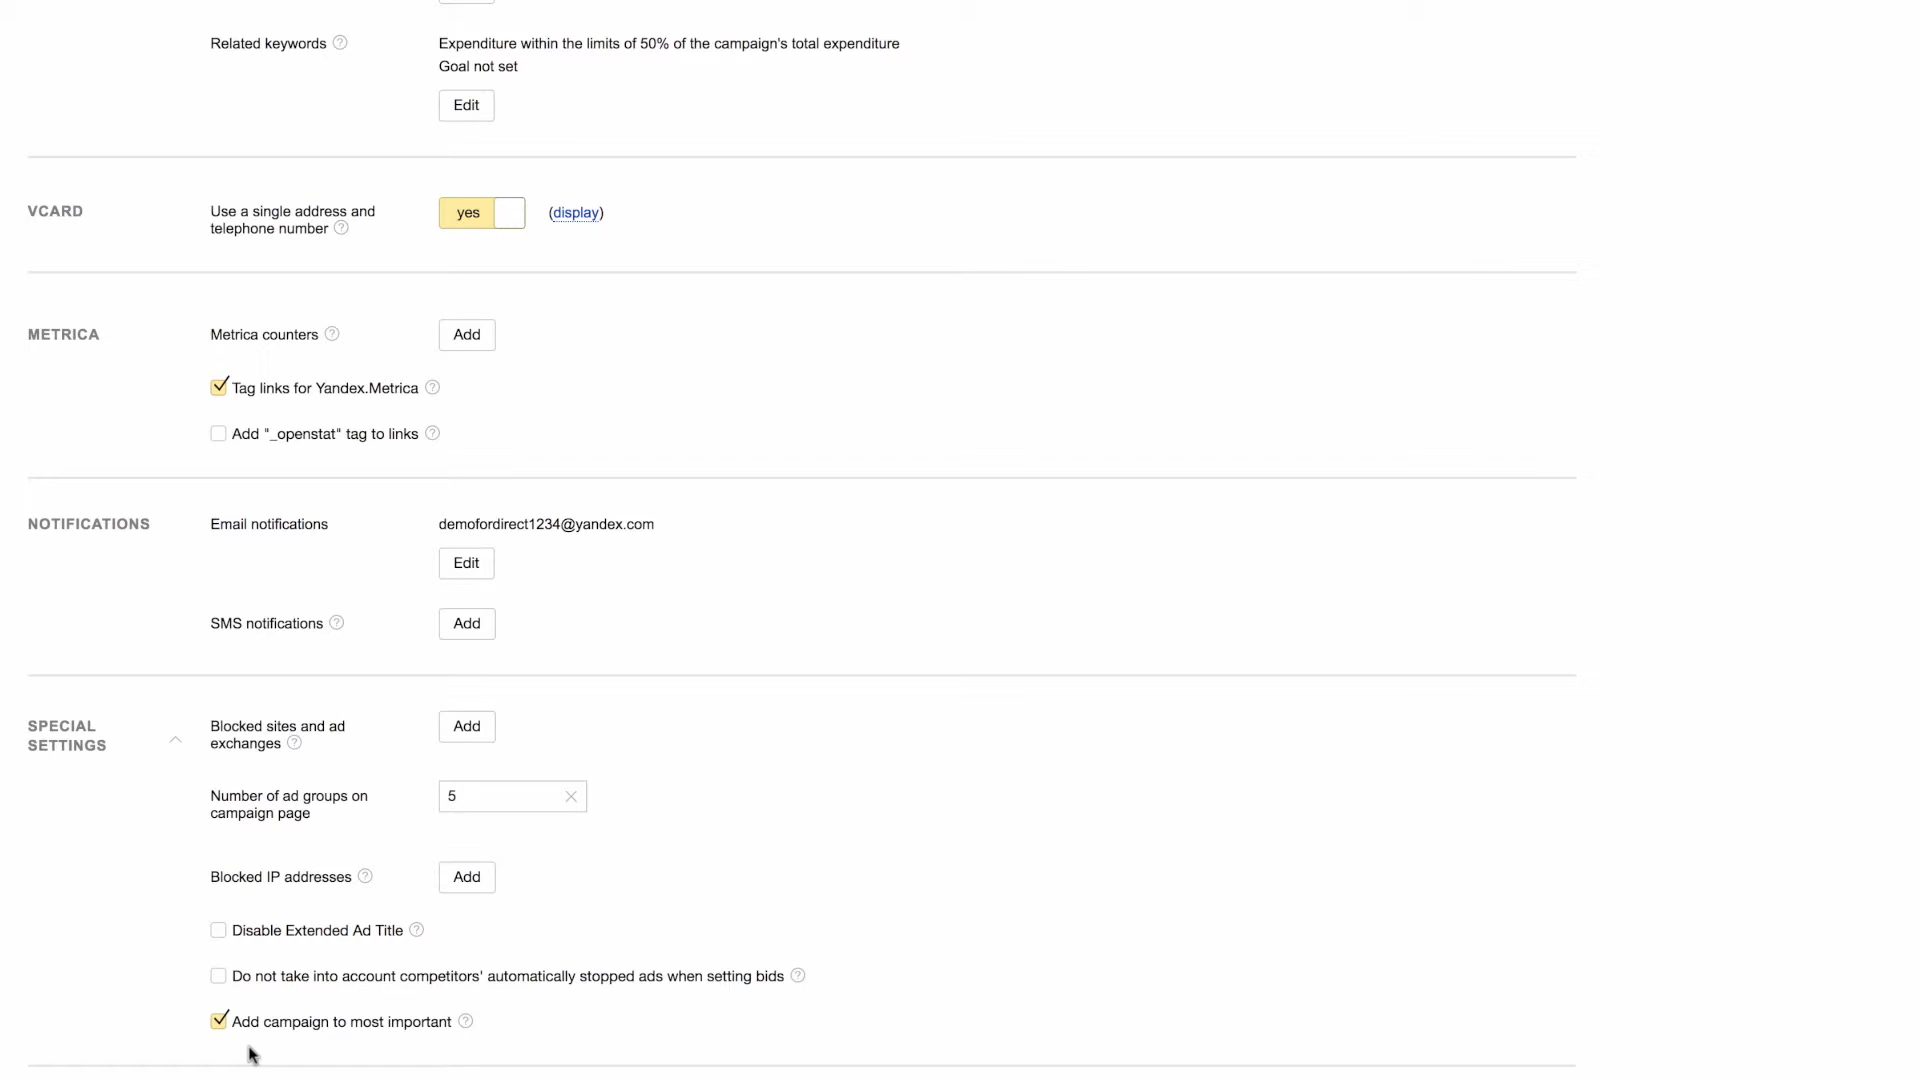 Related keywords ?
Expenditure within the limits of 50% of the campaign's total expenditure
Goal not set
Edit
VCARD
Use a single address and
telephone number ?
yes
(display)
METRICA
Metrica counters ?
Add
Tag links for Yandex.Metrica ?
Add "_openstat" tag to links ?
NOTIFICATIONS
Email notifications
demofordirect1234@yandex.com
Edit
SMS notifications ?
Add
SPECIAL
SETTINGS
Blocked sites and ad
exchanges ?
Add
Number of ad groups on
campaign page
5
Blocked IP addresses ?
Add
Disable Extended Ad Title ?
Do not take into account competitors' automatically stopped ads when setting bids ?
Add campaign to most important ?